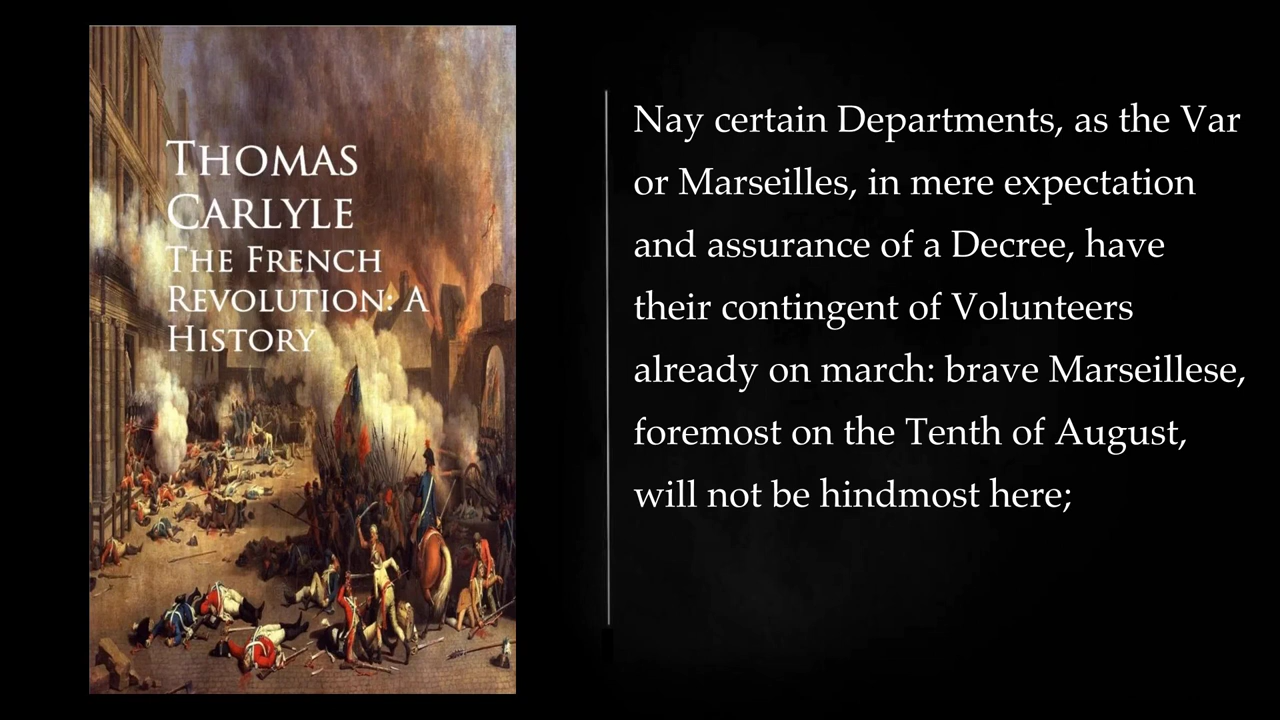 THOMAS
CARLYLE
THE FRENCH
REVOLUTION: A
HISTORY
Nay certain Departments, as the Var
or Marseilles, in mere expectation
and assurance of a Decree, have
their contingent of Volunteers
already on march: brave Marseillese,
foremost on the Tenth of August,
will not be hindmost here;